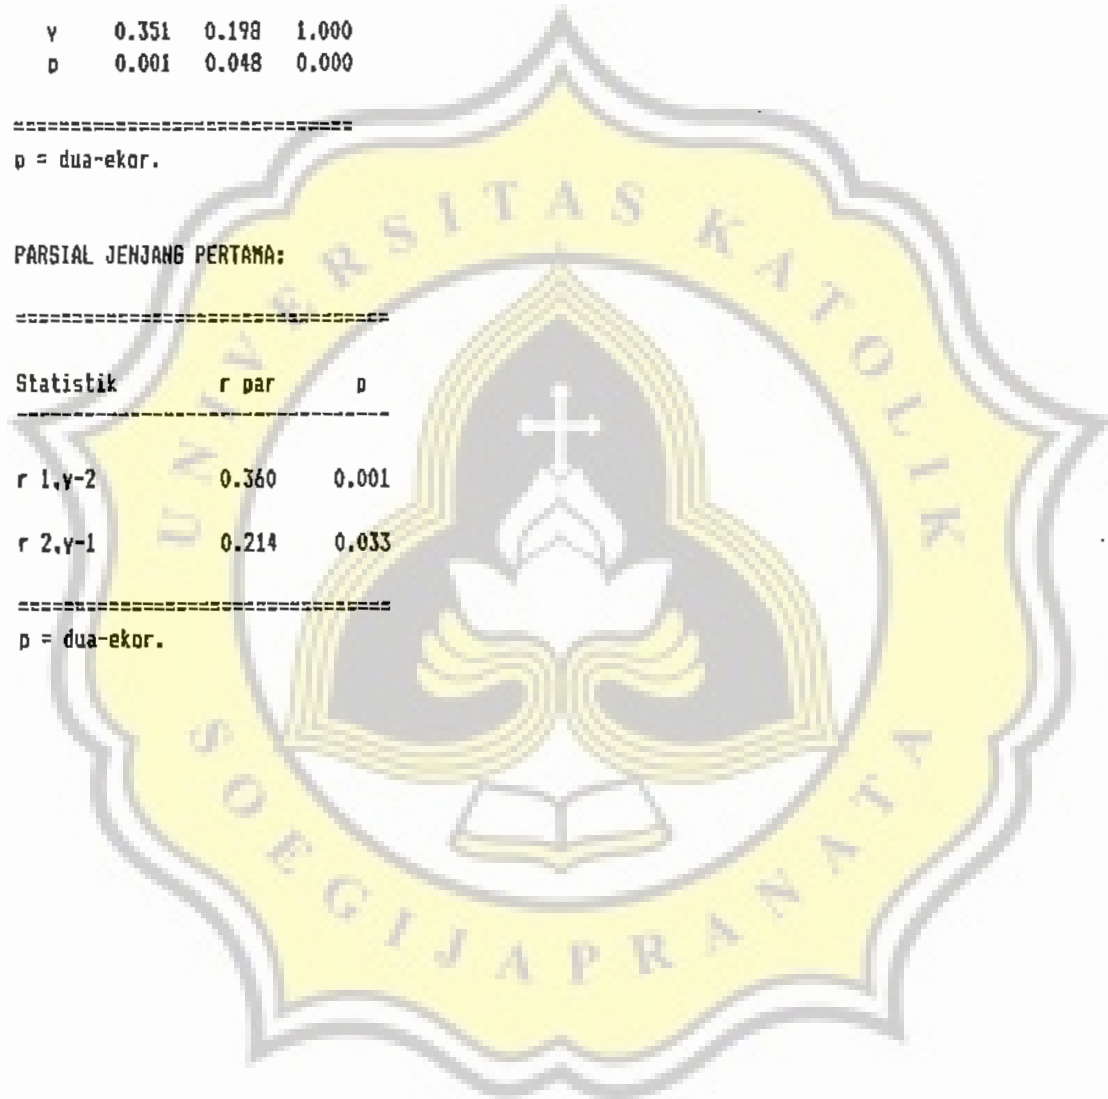 y 0.351 0.198 1.000
p 0.001 0.048 0.000
==============================
p = dua-ekor.
PARSIAL JENJANG PERTAMA:
=================================
Statistik r par p
---------------------------------
r 1,y-2 0.360 0.001
r 2,y-1 0.214 0.033
=================================
p = dua-ekor.
UNIVERSITAS KATOLIK
SOEGIJAPRANATA